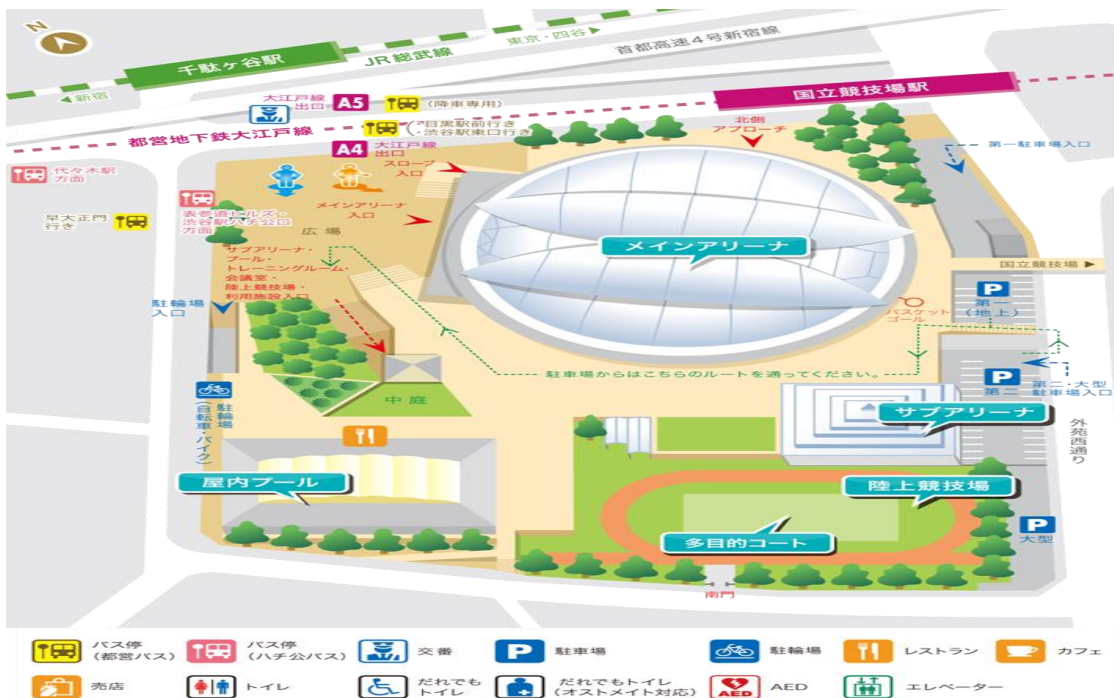 N
千駄ヶ谷駅
JR総武線
東京・四谷▶
首都高速4号新宿線
◀新宿
大江戸線
出口
A5
(降車専用)
国立競技場駅
都営地下鉄大江戸線
・目黒駅前行き
・渋谷駅東口行き
A4
大江戸線
出口
スロープ
入口
北側
アプローチ
第一駐車場入口
代々木駅
方面
早大正門
行き
表参道ヒルズ・
渋谷駅ハチ公口
方面
メインアリーナ
入口
広場
メインアリーナ
サブアリーナ・
プール・
トレーニングルーム・
会議室・
陸上競技場・
利用施設入口
国立競技場▶
駐輪場
入口
P
第一
(地上)
バスケット
ゴール
駐車場からはこちらのルートを通ってください。
P
第二
第二・大型
駐車場入口
中庭
駐輪場
(自転車・バイク)
サブアリーナ
外苑西通り
屋内プール
陸上競技場
多目的コート
P
大型
南門
バス停
(都営バス)
バス停
(ハチ公バス)
交番
P
駐車場
駐輪場
レストラン
カフェ
売店
トイレ
だれでも
トイレ
だれでもトイレ
(オストメイト対応)
AED
AED
エレベーター